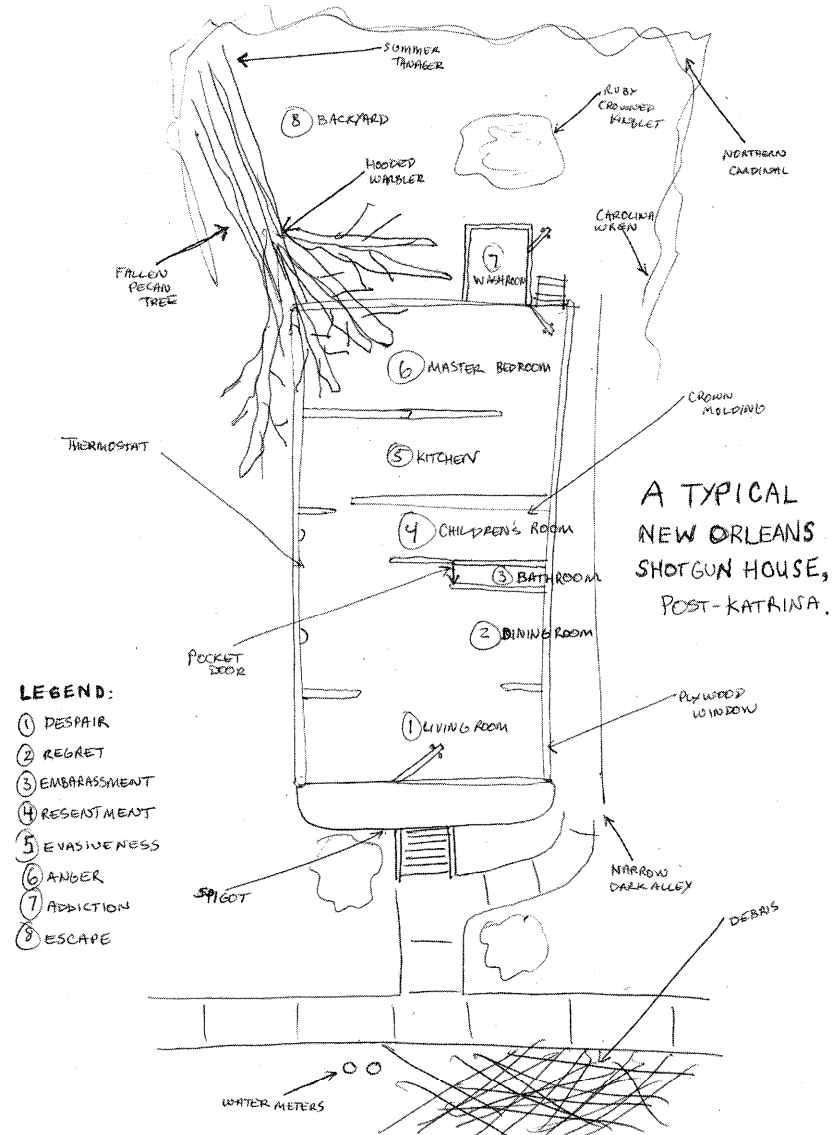 SUMMER
TANAGER
8 BACKYARD
RUBY
CROWNED
KINGLET
NORTHERN
CARDINAL
HOODED
WARBLER
CAROLINA
WREN
FALLEN
PECAN
TREE
7
WASHROOM
6 MASTER BEDROOM
CROWN
MOLDING
THERMOSTAT
5 KITCHEN
A TYPICAL
NEW ORLEANS
SHOTGUN HOUSE,
POST-KATRINA.
4 CHILDREN'S ROOM
3 BATHROOM
2 DINING ROOM
POCKET
DOOR
PLYWOOD
WINDOW
1 LIVING ROOM
LEGEND:
1 DESPAIR
2 REGRET
3 EMBARASSMENT
4 RESENTMENT
5 EVASIVENESS
6 ANGER
7 ADDICTION
8 ESCAPE
SPIGOT
NARROW
DARK ALLEY
DEBRIS
WATER METERS